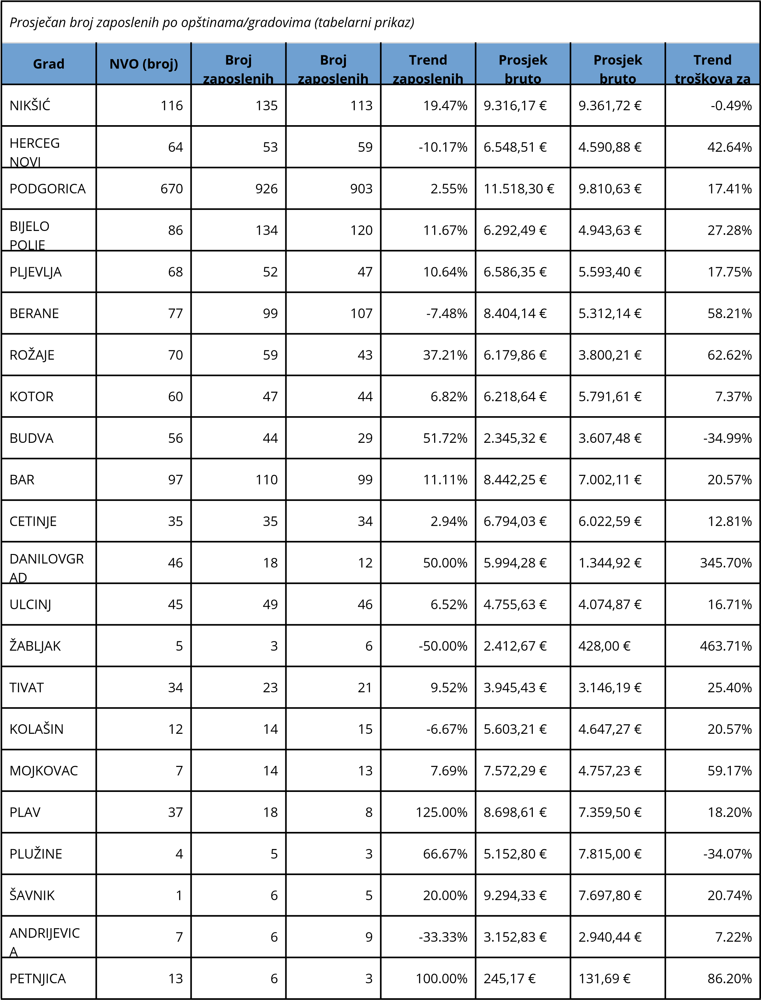 Prosječan broj zaposlenih po opštinama/gradovima (tabelarni prikaz)
Grad NVO (broj) Broj zaposlenih Broj zaposlenih Trend zaposlenih Prosjek bruto Prosjek bruto Trend troškova za
NIKŠIĆ 116 135 113 19.47% 9.316,17 € 9.361,72 € -0.49%
HERCEG NOVI 64 53 59 -10.17% 6.548,51 € 4.590,88 € 42.64%
PODGORICA 670 926 903 2.55% 11.518,30 € 9.810,63 € 17.41%
BIJELO POLJE 86 134 120 11.67% 6.292,49 € 4.943,63 € 27.28%
PLJEVLJA 68 52 47 10.64% 6.586,35 € 5.593,40 € 17.75%
BERANE 77 99 107 -7.48% 8.404,14 € 5.312,14 € 58.21%
ROŽAJE 70 59 43 37.21% 6.179,86 € 3.800,21 € 62.62%
KOTOR 60 47 44 6.82% 6.218,64 € 5.791,61 € 7.37%
BUDVA 56 44 29 51.72% 2.345,32 € 3.607,48 € -34.99%
BAR 97 110 99 11.11% 8.442,25 € 7.002,11 € 20.57%
CETINJE 35 35 34 2.94% 6.794,03 € 6.022,59 € 12.81%
DANILOVGRAD 46 18 12 50.00% 5.994,28 € 1.344,92 € 345.70%
ULCINJ 45 49 46 6.52% 4.755,63 € 4.074,87 € 16.71%
ŽABLJAK 5 3 6 -50.00% 2.412,67 € 428,00 € 463.71%
TIVAT 34 23 21 9.52% 3.945,43 € 3.146,19 € 25.40%
KOLAŠIN 12 14 15 -6.67% 5.603,21 € 4.647,27 € 20.57%
MOJKOVAC 7 14 13 7.69% 7.572,29 € 4.757,23 € 59.17%
PLAV 37 18 8 125.00% 8.698,61 € 7.359,50 € 18.20%
PLUŽINE 4 5 3 66.67% 5.152,80 € 7.815,00 € -34.07%
ŠAVNIK 1 6 5 20.00% 9.294,33 € 7.697,80 € 20.74%
ANDRIJEVICA 7 6 9 -33.33% 3.152,83 € 2.940,44 € 7.22%
PETNJICA 13 6 3 100.00% 245,17 € 131,69 € 86.20%